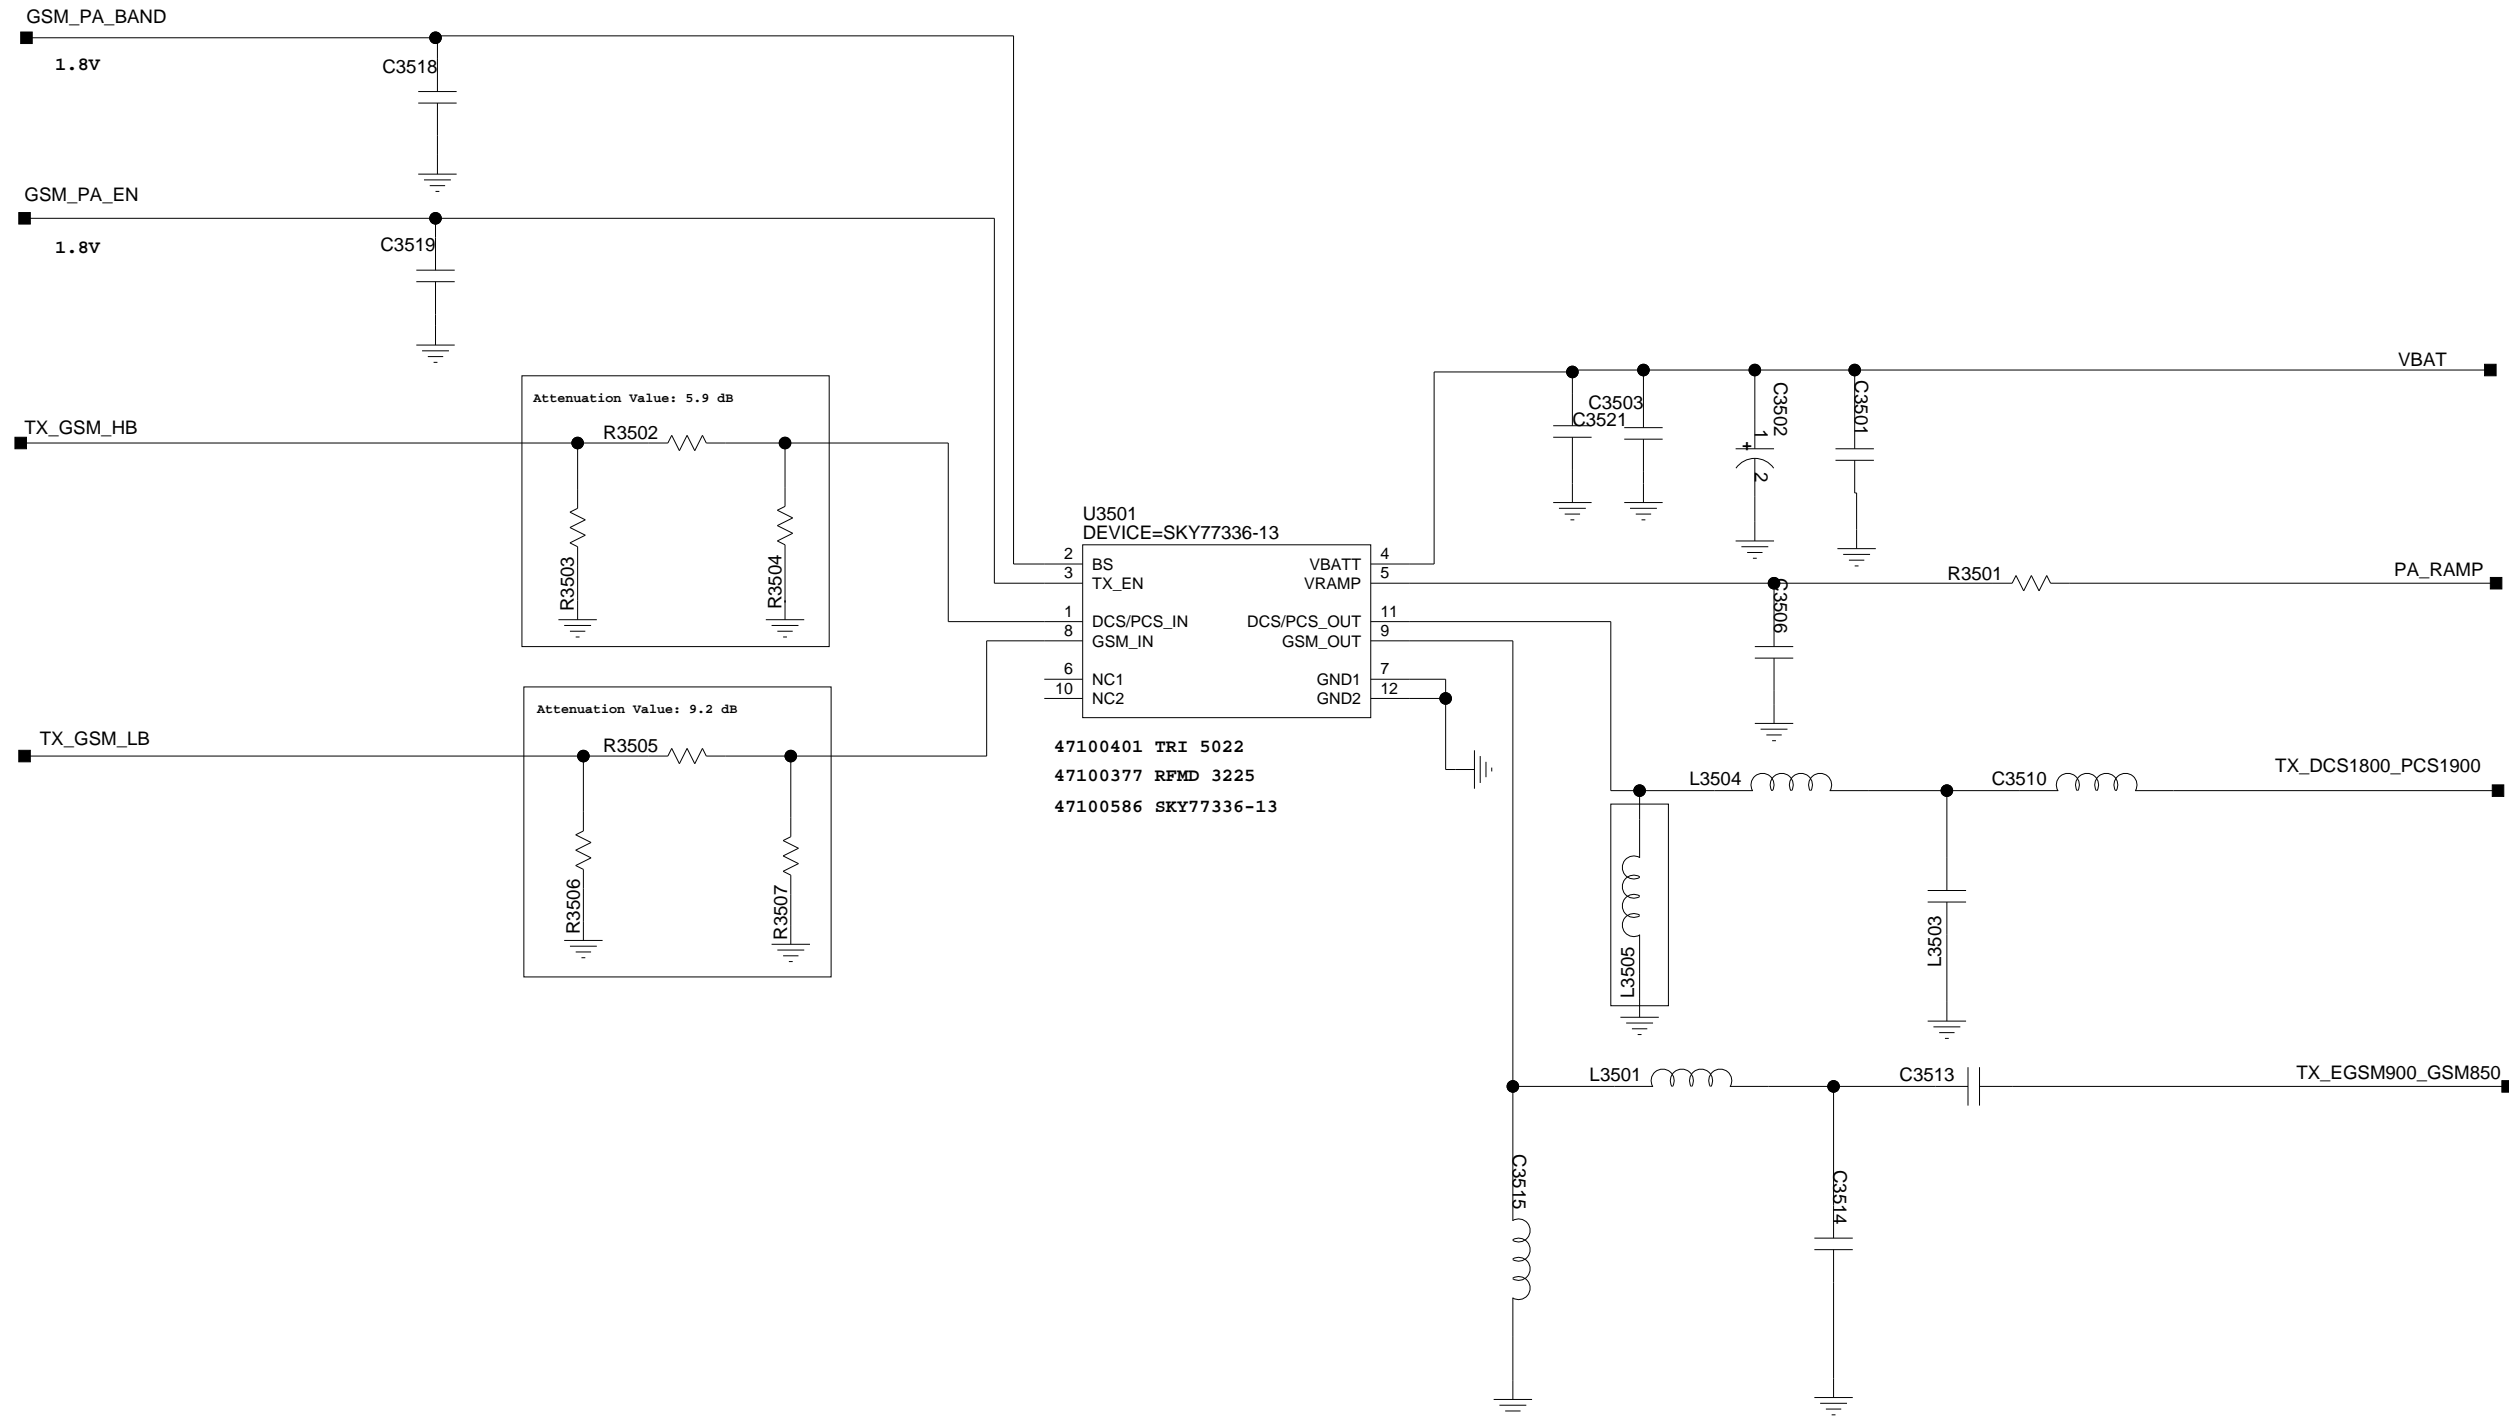 GSM_PA_BAND
1.8V
C3518
GSM_PA_EN
1.8V
C3519
VBAT
C3503
C3521
C3502
1
+
2
C3501
Attenuation Value: 5.9 dB
TX_GSM_HB
R3502
R3503
R3504
U3501
DEVICE=SKY77336-13
2 BS VBATT 4
3 TX_EN VRAMP 5
1 DCS/PCS_IN DCS/PCS_OUT 11
8 GSM_IN GSM_OUT 9
6 NC1 GND1 7
10 NC2 GND2 12
R3501
PA_RAMP
C3506
Attenuation Value: 9.2 dB
TX_GSM_LB
R3505
R3506
R3507
47100401 TRI 5022
47100377 RFMD 3225
47100586 SKY77336-13
L3504
C3510
TX_DCS1800_PCS1900
L3505
L3503
L3501
C3513
TX_EGSM900_GSM850
C3515
C3514